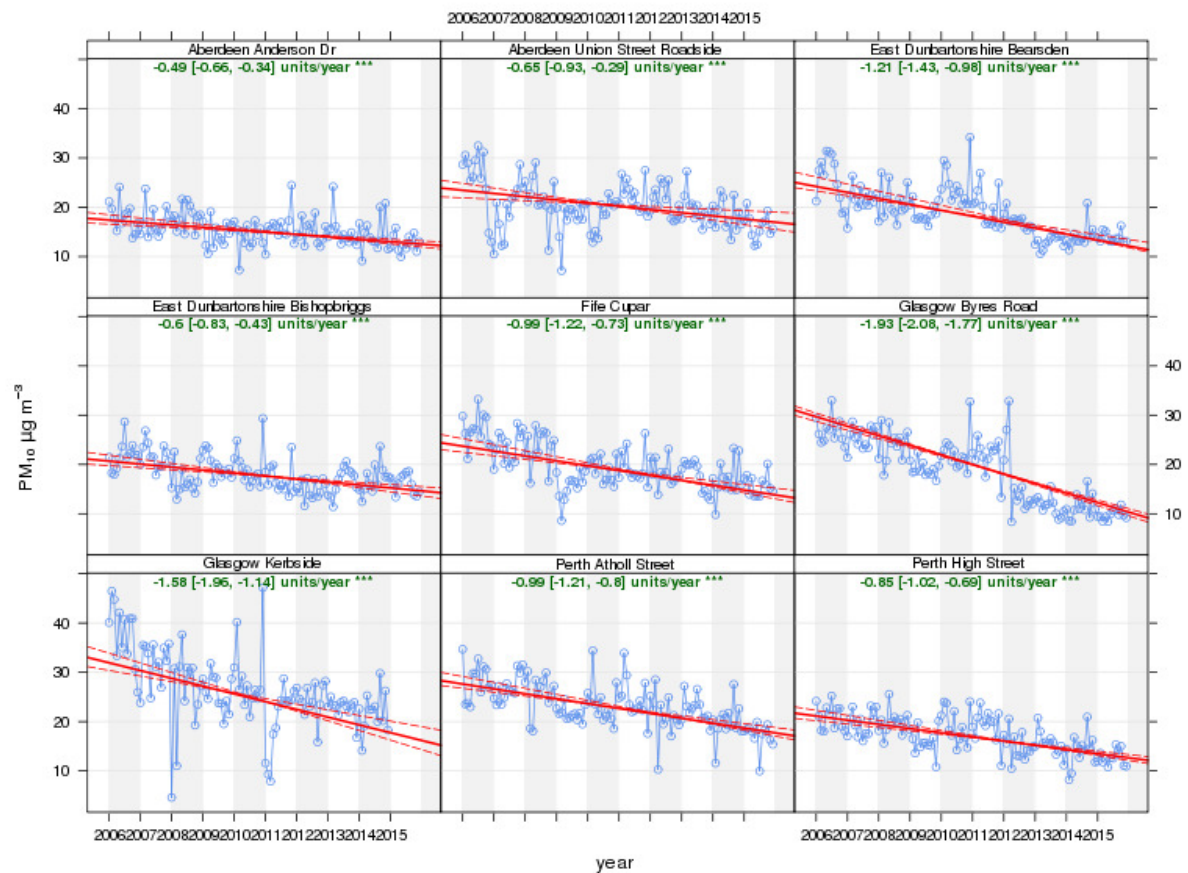 2006200720082009201020112012201320142015
Aberdeen Anderson Dr
-0.49 [-0.66, -0.34] units/year ***
Aberdeen Union Street Roadside
-0.65 [-0.93, -0.29] units/year ***
East Dunbartonshire Bearsden
-1.21 [-1.43, -0.98] units/year ***
40
30
20
10
East Dunbartonshire Bishopbriggs
-0.6 [-0.83, -0.43] units/year ***
Fife Cupar
-0.99 [-1.22, -0.73] units/year ***
Glasgow Byres Road
-1.93 [-2.08, -1.77] units/year ***
40
30
20
10
PM₁₀ µg m⁻³
Glasgow Kerbside
-1.58 [-1.96, -1.14] units/year ***
Perth Atholl Street
-0.99 [-1.21, -0.8] units/year ***
Perth High Street
-0.85 [-1.02, -0.69] units/year ***
40
30
20
10
2006200720082009201020112012201320142015
2006200720082009201020112012201320142015
year